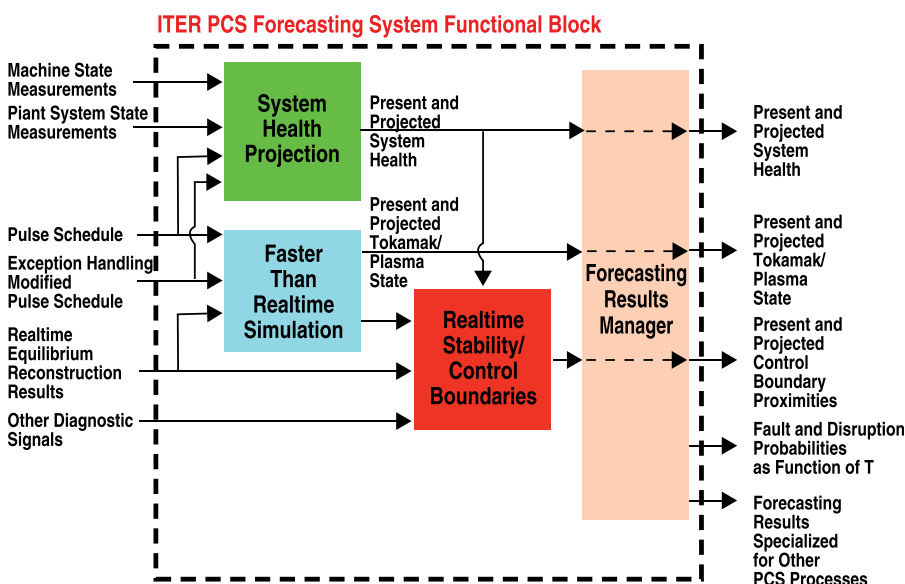 ITER PCS Forecasting System Functional Block
Machine State
Measurements
Plant System State
Measurements
Pulse Schedule
Exception Handling
Modified
Pulse Schedule
Realtime
Equilibrium
Reconstruction
Results
Other Diagnostic
Signals
System
Health
Projection
Present and
Projected
System
Health
Faster
Than
Realtime
Simulation
Present and
Projected
Tokamak/
Plasma
State
Realtime
Stability/
Control
Boundaries
Forecasting
Results
Manager
Present and
Projected
System
Health
Present and
Projected
Tokamak/
Plasma
State
Present and
Projected
Control
Boundary
Proximities
Fault and Disruption
Probabilities
as Function of T
Forecasting
Results
Specialized
for Other
PCS Processes